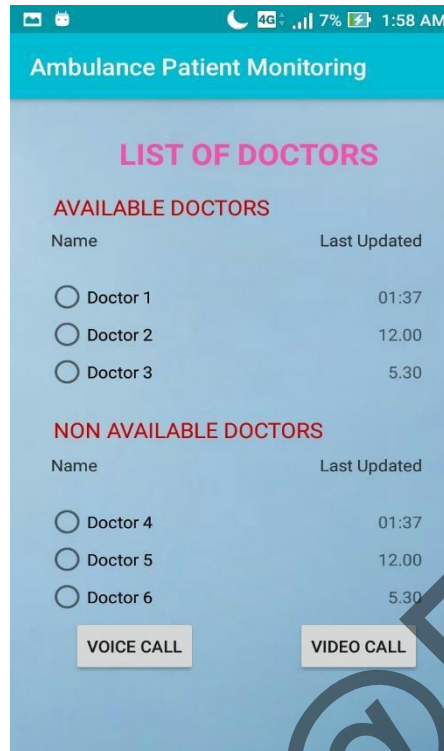 4G 7% 1:58 AM
Ambulance Patient Monitoring
LIST OF DOCTORS
AVAILABLE DOCTORS
Name Last Updated
Doctor 1 01:37
Doctor 2 12.00
Doctor 3 5.30
NON AVAILABLE DOCTORS
Name Last Updated
Doctor 4 01:37
Doctor 5 12.00
Doctor 6 5.30
VOICE CALL VIDEO CALL